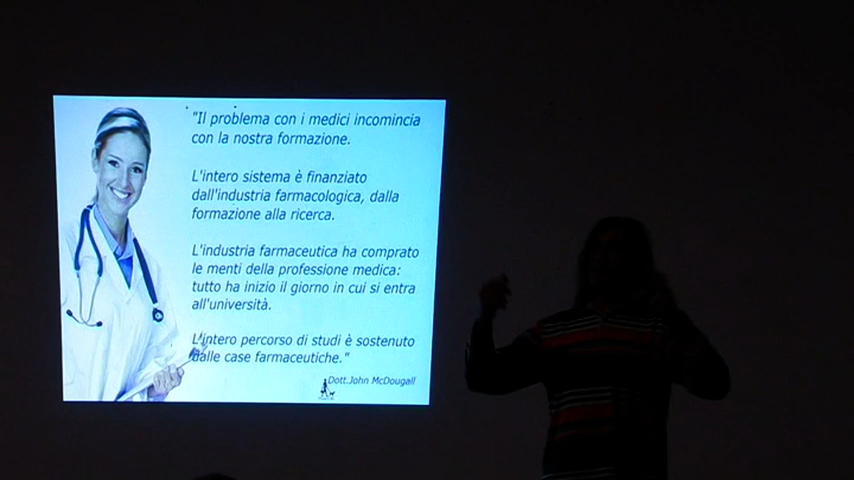 "Il problema con i medici incomincia
con la nostra formazione.
L'intero sistema è finanziato
dall'industria farmacologica, dalla
formazione alla ricerca.
L'industria farmaceutica ha comprato
le menti della professione medica:
tutto ha inizio il giorno in cui si entra
all'università.
L'intero percorso di studi è sostenuto
dalle case farmaceutiche."
Dott.John McDougall